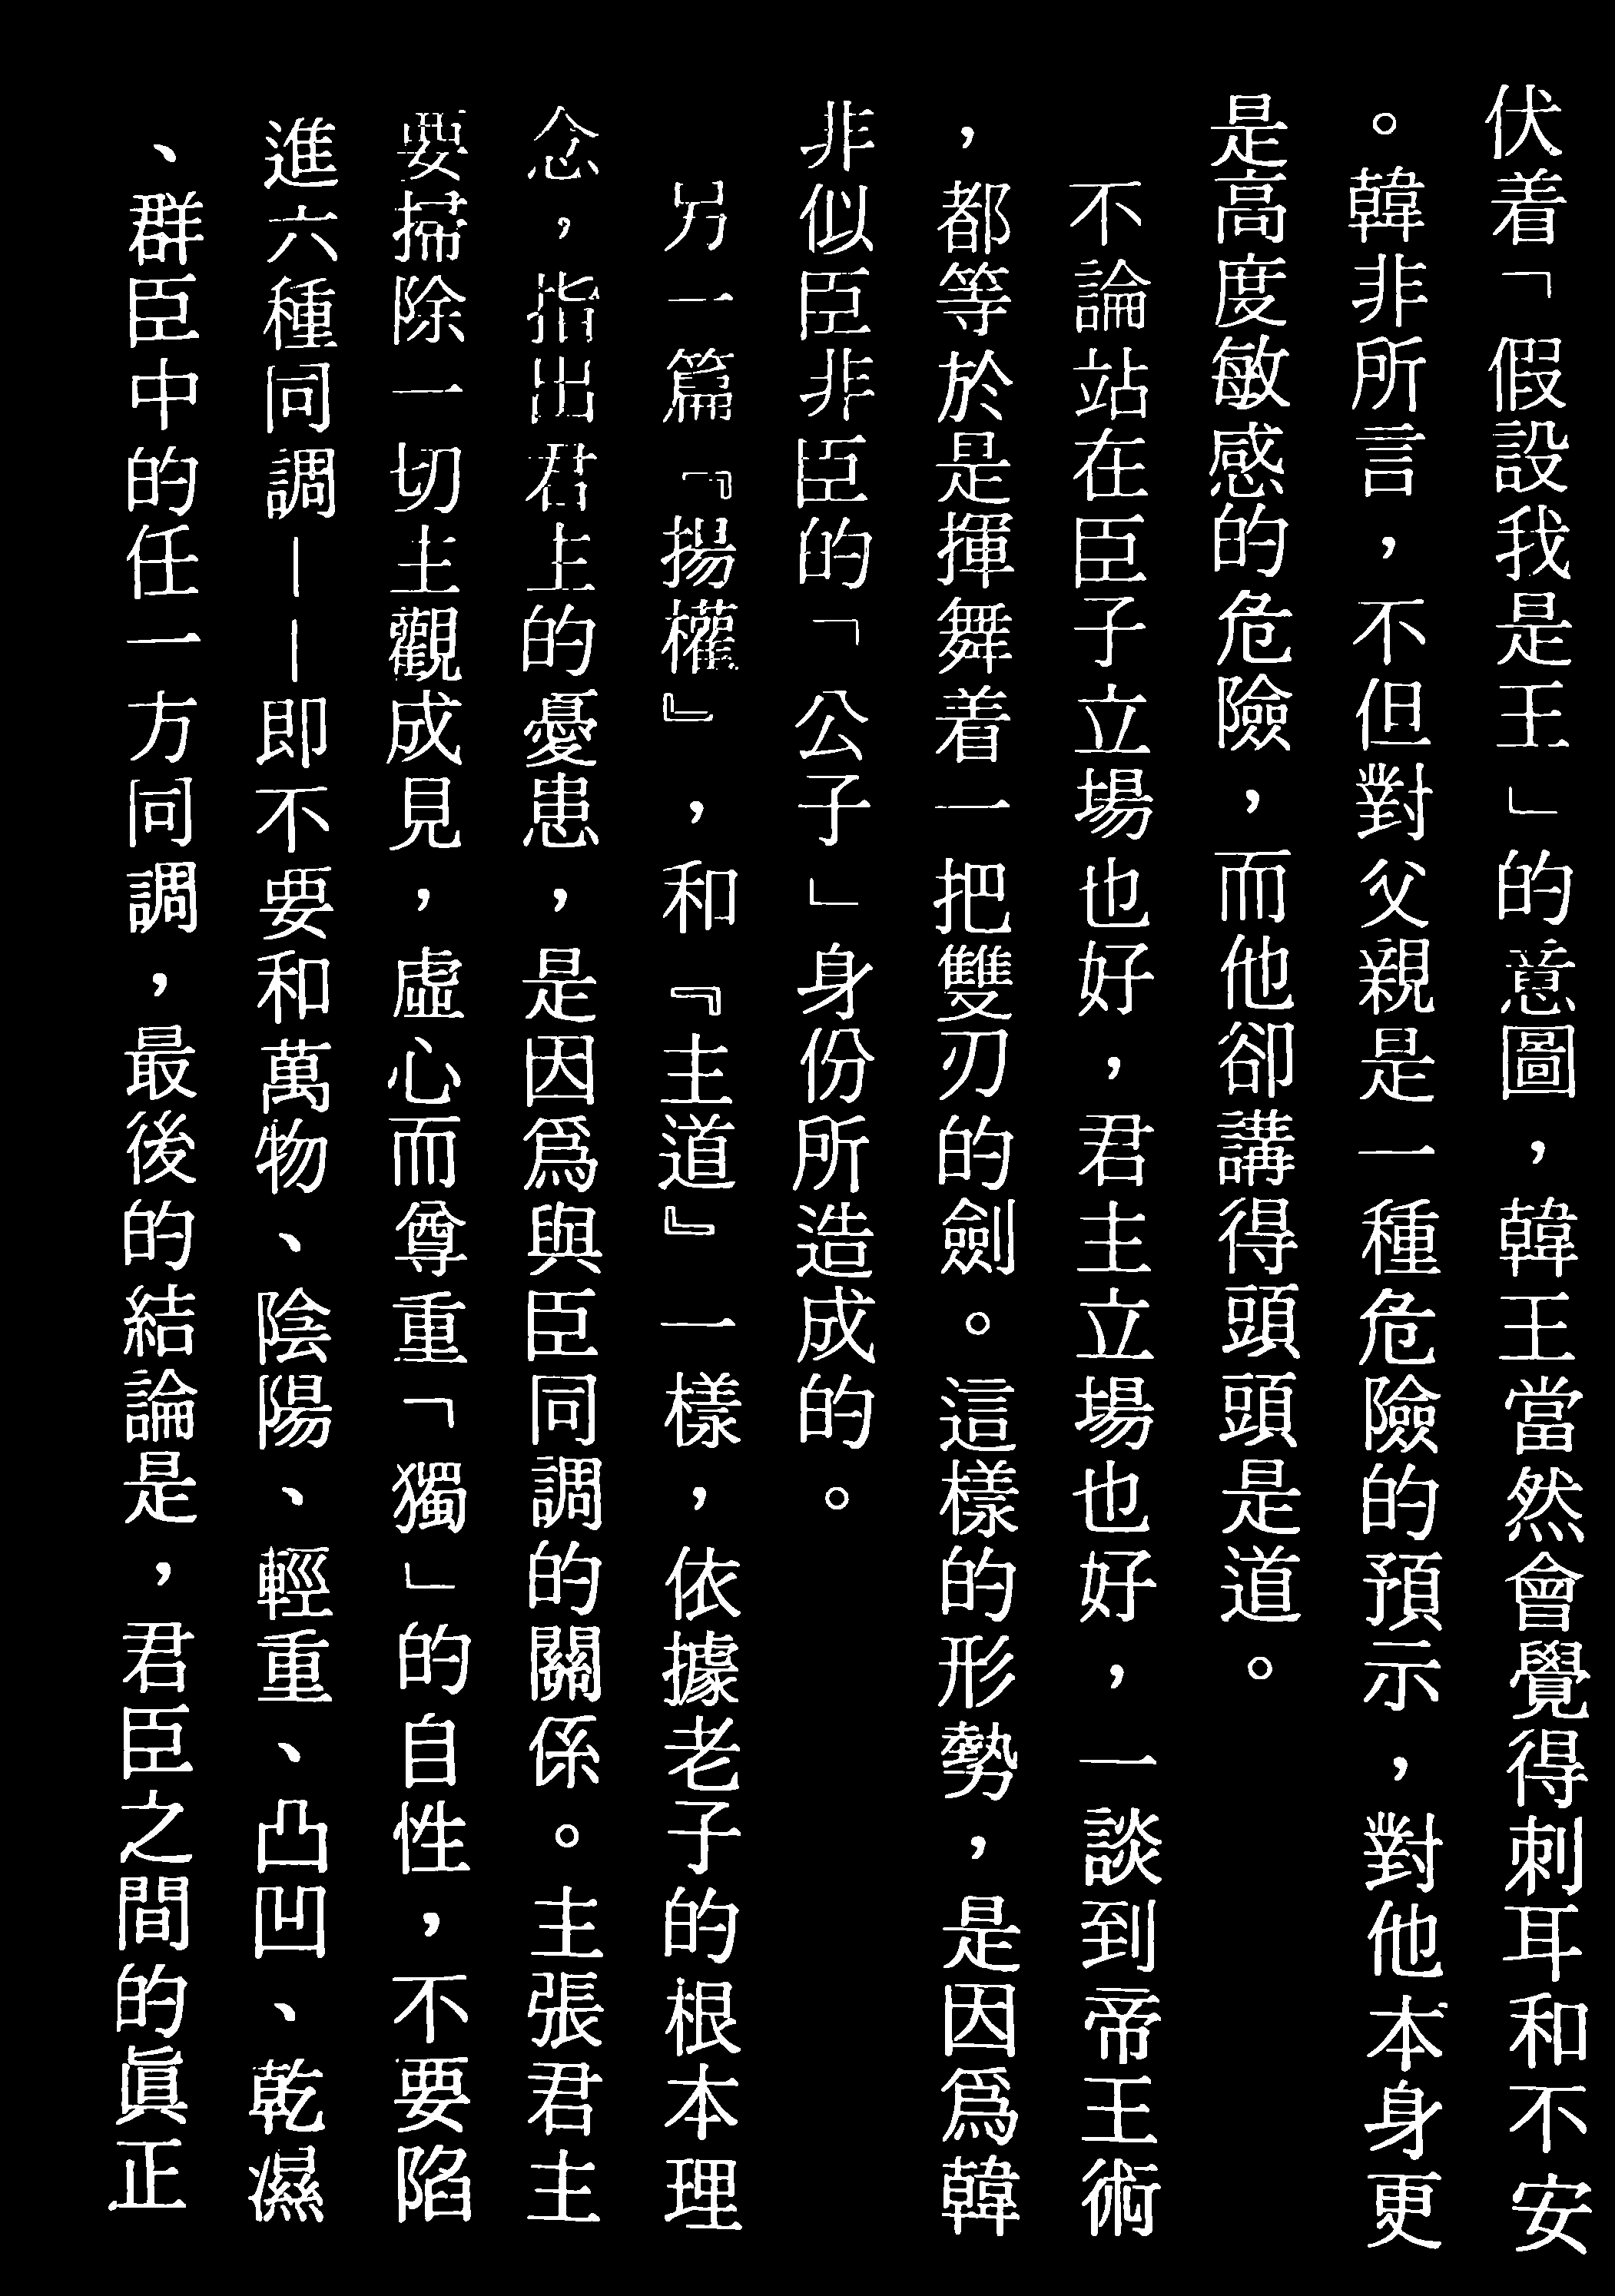 伏着「假設我是王」的意圖，韓王當然會覺得刺耳和不安
。韓非所言，不但對父親是一種危險的預示，對他本身更
是高度敏感的危險，而他卻講得頭頭是道。
不論站在臣子立場也好，君主立場也好，一談到帝王術
，都等於是揮舞着一把雙刃的劍。這樣的形勢，是因爲韓
非似臣非臣的「公子」身份所造成的。
另一篇『揚權』，和『主道』一樣，依據老子的根本理
念，指出君上的憂患，是因爲與臣同調的關係。主張君主
要掃除一切主觀成見，虛心而尊重「獨」的自性，不要陷
進六種同調——即不要和萬物、陰陽、輕重、凸凹、乾濕
、群臣中的任一方同調，最後的結論是，君臣之間的眞正